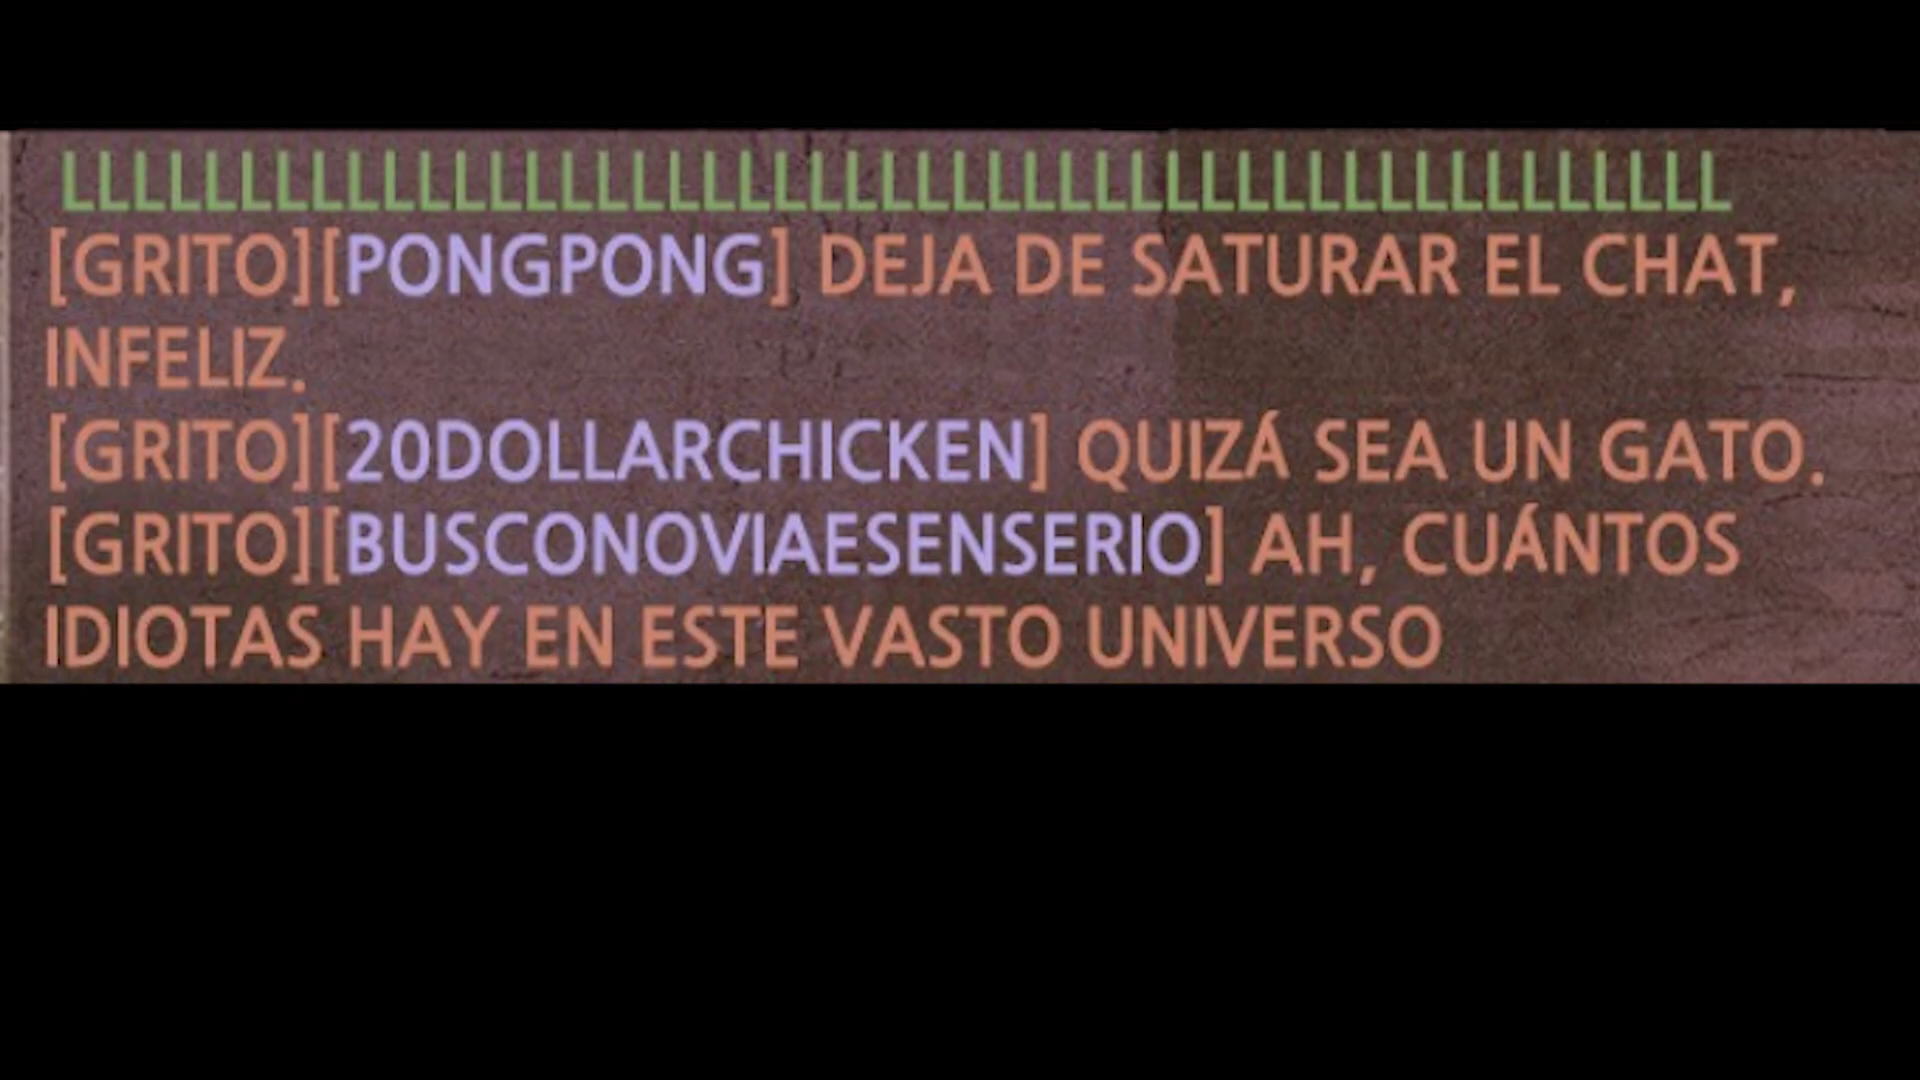 LLLLLLLLLLLLLLLLLLLLLLLLLLLLLLLLLLLLLLLLLLLLLLL
[GRITO][PONGPONG] DEJA DE SATURAR EL CHAT,
INFELIZ.
[GRITO][20DOLLARCHICKEN] QUIZÁ SEA UN GATO.
[GRITO][BUSCONOVIAESENSERIO] AH, CUÁNTOS
IDIOTAS HAY EN ESTE VASTO UNIVERSO